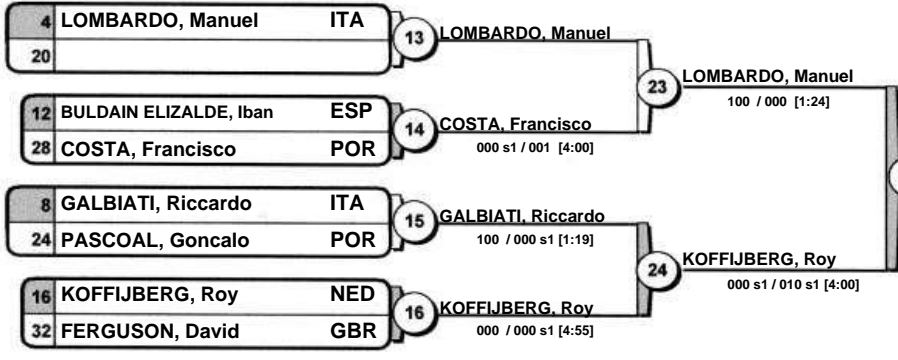 4 LOMBARDO, Manuel ITA
20
13
LOMBARDO, Manuel
12 BULDAIN ELIZALDE, Iban ESP
28 COSTA, Francisco POR
14
COSTA, Francisco
000 s1 / 001 [4:00]
23
LOMBARDO, Manuel
100 / 000 [1:24]
8 GALBIATI, Riccardo ITA
24 PASCOAL, Goncalo POR
15
GALBIATI, Riccardo
100 / 000 s1 [1:19]
16 KOFFIJBERG, Roy NED
32 FERGUSON, David GBR
16
KOFFIJBERG, Roy
000 / 000 s1 [4:55]
24
KOFFIJBERG, Roy
000 s1 / 010 s1 [4:00]